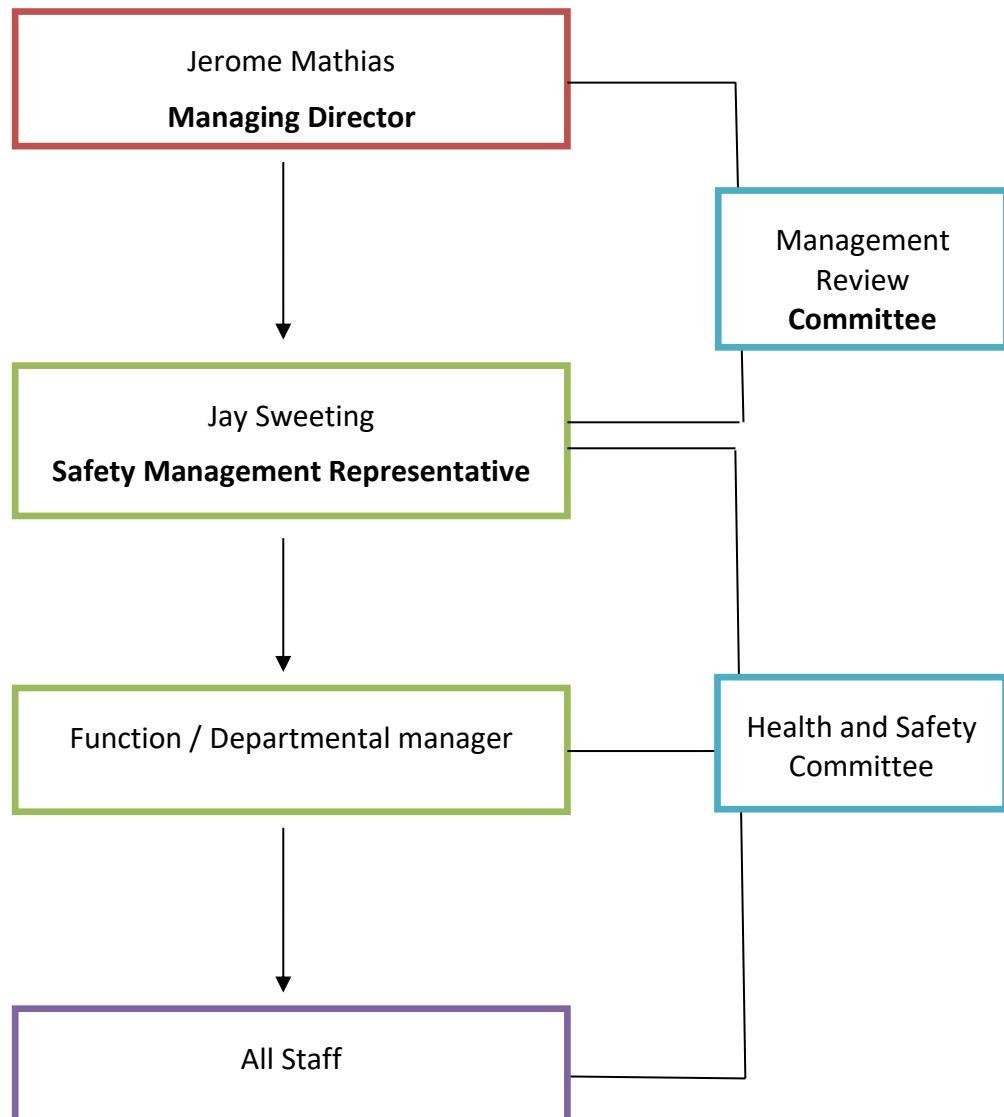 Jerome Mathias
Managing Director
Management
Review
Committee
Jay Sweeting
Safety Management Representative
Function / Departmental manager
Health and Safety
Committee
All Staff